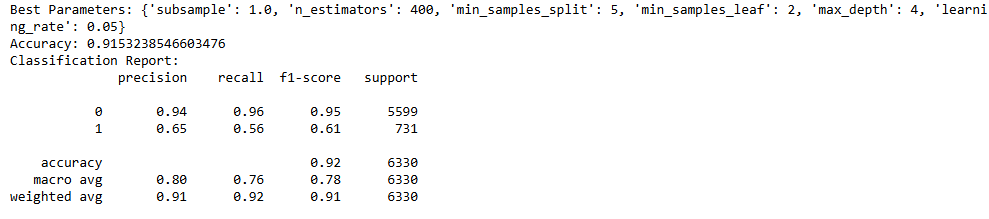 Best Parameters: {'subsample': 1.0, 'n_estimators': 400, 'min_samples_split': 5, 'min_samples_leaf': 2, 'max_depth': 4, 'learni
ng_rate': 0.05}
Accuracy: 0.9153238546603476
Classification Report:
              precision    recall  f1-score   support

           0       0.94      0.96      0.95      5599
           1       0.65      0.56      0.61       731

    accuracy                           0.92      6330
   macro avg       0.80      0.76      0.78      6330
weighted avg       0.91      0.92      0.91      6330